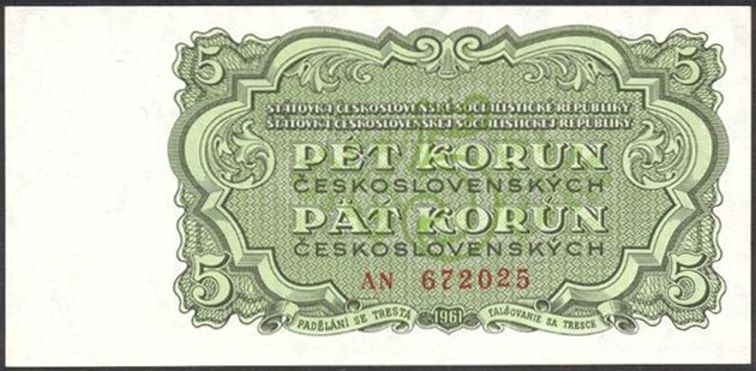 5 5
STÁTOVKA ČESKOSLOVENSKÉ SOCIALISTICKÉ REPUBLIKY
ŠTÁTOVKA ČESKOSLOVENSKEJ SOCIALISTICKEJ REPUBLIKY
PĚT KORUN
ČESKOSLOVENSKÝCH
PÄŤ KORÚN
ČESKOSLOVENSKÝCH
5 AN 672025 5
PADĚLÁNÍ SE TRESTÁ 1961 FALŠOVANIE SA TRESCE